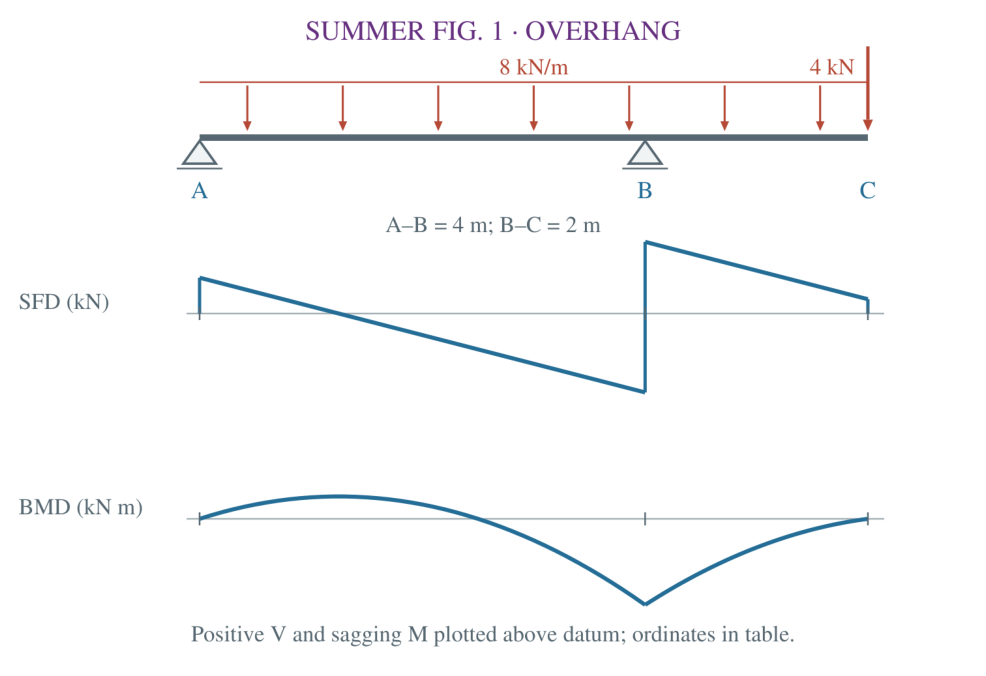 SUMMER FIG. 1 · OVERHANG
8 kN/m
4 kN
A
B
C
A–B = 4 m; B–C = 2 m
SFD (kN)
BMD (kN m)
Positive V and sagging M plotted above datum; ordinates in table.